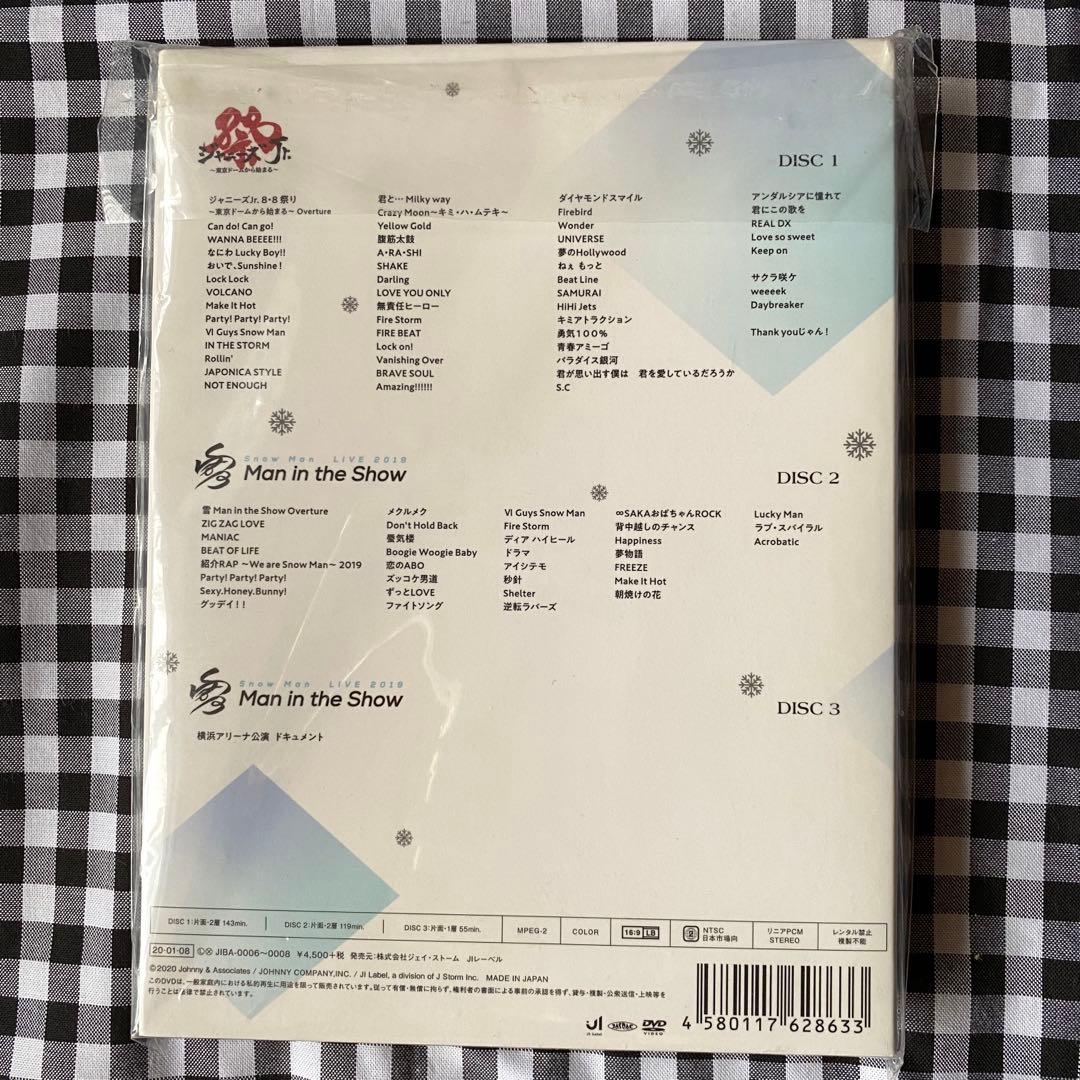 祭
ジャニーズJr.
～東京ドームから始まる～
DISC 1
ジャニーズJr. 8・8 祭り
～東京ドームから始まる～ Overture
Can do! Can go!
WANNA BEEEE!!!
なにわ Lucky Boy!!
おいで、Sunshine!
Lock Lock
VOLCANO
Make It Hot
Party! Party! Party!
VI Guys Snow Man
IN THE STORM
Rollin'
JAPONICA STYLE
NOT ENOUGH
君と… Milky way
Crazy Moon～キミ・ハ・ムテキ～
Yellow Gold
腹筋太鼓
A・RA・SHI
SHAKE
Darling
LOVE YOU ONLY
無責任ヒーロー
Fire Storm
FIRE BEAT
Lock on!
Vanishing Over
BRAVE SOUL
Amazing!!!!!!
ダイヤモンドスマイル
Firebird
Wonder
UNIVERSE
夢のHollywood
ねぇ もっと
Beat Line
SAMURAI
HiHi Jets
キミアトラクション
勇気100%
青春アミーゴ
パラダイス銀河
君が思い出す僕は 君を愛しているだろうか
S.C
アンダルシアに憧れて
君にこの歌を
REAL DX
Love so sweet
Keep on
サクラ咲ケ
weeeek
Daybreaker
Thank youじゃん!
Snow Man LIVE 2019
雪 Man in the Show
DISC 2
雪 Man in the Show Overture
ZIG ZAG LOVE
MANIAC
BEAT OF LIFE
紹介RAP ～We are Snow Man～ 2019
Party! Party! Party!
Sexy.Honey.Bunny!
グッデイ!!
メクルメク
Don't Hold Back
蜃気楼
Boogie Woogie Baby
恋のABO
ズッコケ男道
ずっとLOVE
ファイトソング
VI Guys Snow Man
Fire Storm
ディア ハイヒール
ドラマ
アイシテモ
秒針
Shelter
逆転ラバーズ
∞SAKAおばちゃんROCK
背中越しのチャンス
Happiness
夢物語
FREEZE
Make It Hot
朝焼けの花
Lucky Man
ラブ・スパイラル
Acrobatic
Snow Man LIVE 2019
雪 Man in the Show
DISC 3
横浜アリーナ公演 ドキュメント
DISC 1：片面・2層 143min. DISC 2：片面・2層 119min. DISC 3：片面・1層 55min. MPEG-2 COLOR 16:9 LB 2 NTSC 日本市場向 リニアPCM STEREO レンタル禁止 複製不能
20・01・08 JIBA-0006～0008 ¥4,500+税 発売元：株式会社ジェイ・ストーム JIレーベル
©2020 Johnny & Associates / JOHNNY COMPANY,INC. / JI Label, a division of J Storm Inc. MADE IN JAPAN
このDVDは、一般家庭内における私的再生に用途を限って販売されています。従って有償・無償に拘らず、権利者の書面による事前の承認を得ず、貸与・複製・公衆送信・上映等を
行うことは法律で禁止されています。
JI Label JASRAC DVD VIDEO
4 580117 628633